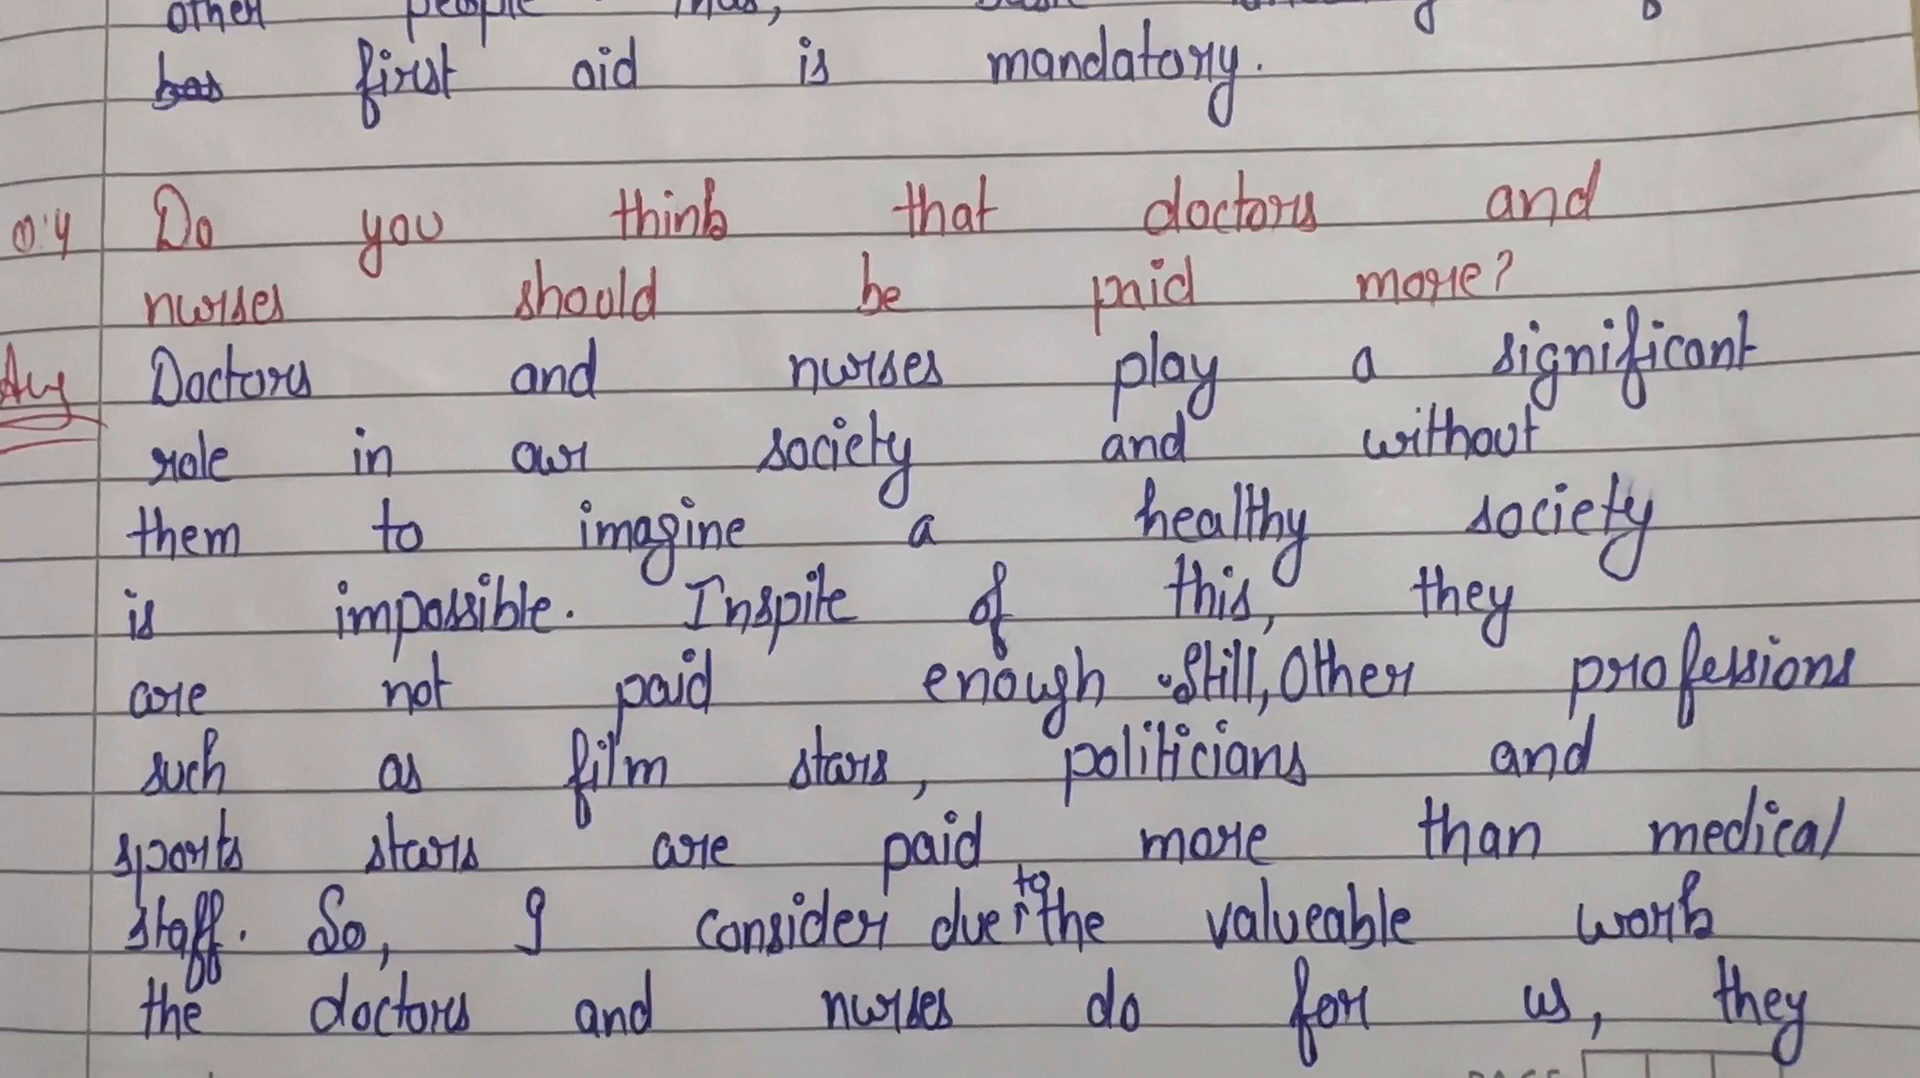 other people
first aid is mandatory.
Q.4 Do you think that doctors and
nurses should be paid more?
Ans Doctors and nurses play a significant
role in our society and without
them to imagine a healthy society
is impossible. Inspite of this, they
are not paid enough. Still, Other professions
such as film stars, politicians and
sports stars are paid more than medical
staff. So, I consider due to the valueable work
the doctors and nurses do for us, they